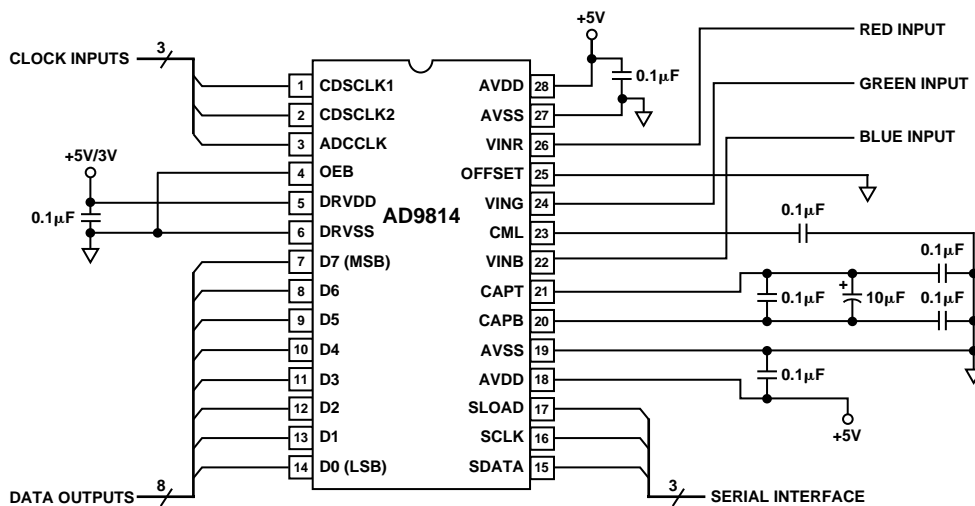 +5V
RED INPUT
3
CLOCK INPUTS
0.1µF
1 CDSCLK1
AVDD 28
GREEN INPUT
2 CDSCLK2
AVSS 27
3 ADCCLK
VINR 26
BLUE INPUT
+5V/3V
4 OEB
OFFSET 25
5 DRVDD
VING 24
AD9814
0.1µF
0.1µF
6 DRVSS
CML 23
7 D7 (MSB)
VINB 22
0.1µF
8 D6
CAPT 21
+
0.1µF
10µF
0.1µF
9 D5
CAPB 20
10 D4
AVSS 19
11 D3
AVDD 18
0.1µF
12 D2
SLOAD 17
+5V
13 D1
SCLK 16
14 D0 (LSB)
SDATA 15
8
DATA OUTPUTS
3
SERIAL INTERFACE